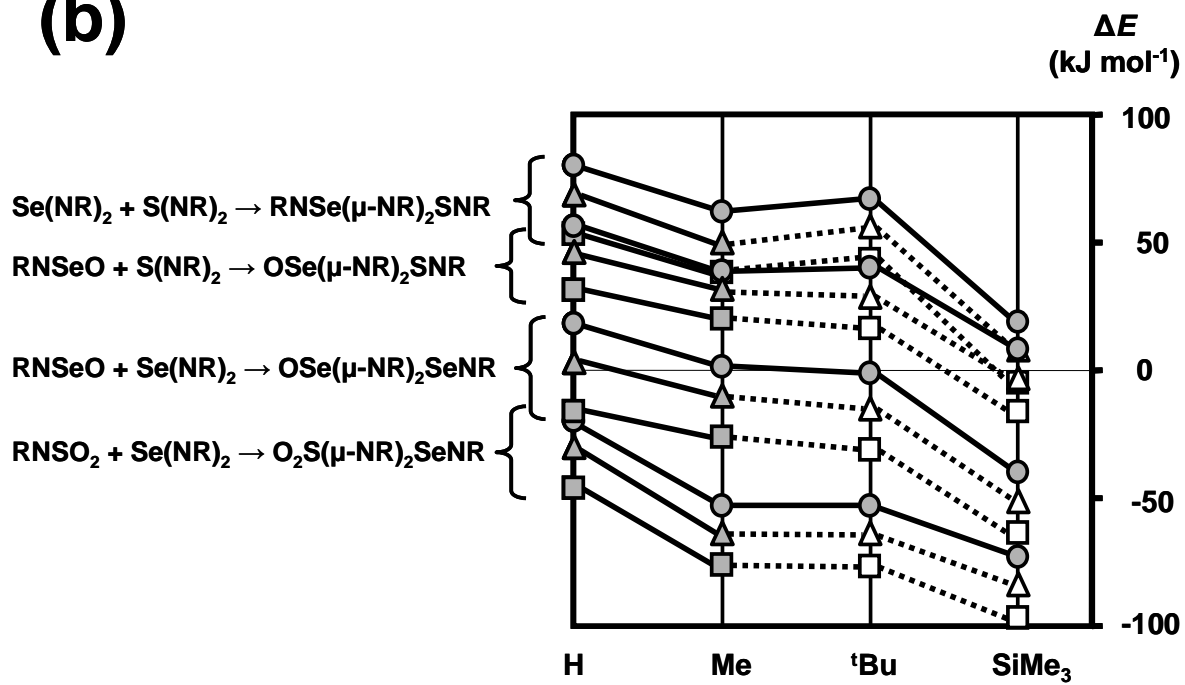 (b)
ΔE
(kJ mol⁻¹)
100
Se(NR)₂ + S(NR)₂ → RNSe(μ-NR)₂SNR
50
RNSeO + S(NR)₂ → OSe(μ-NR)₂SNR
RNSeO + Se(NR)₂ → OSe(μ-NR)₂SeNR
0
RNSO₂ + Se(NR)₂ → O₂S(μ-NR)₂SeNR
-50
-100
H Me ᵗBu SiMe₃